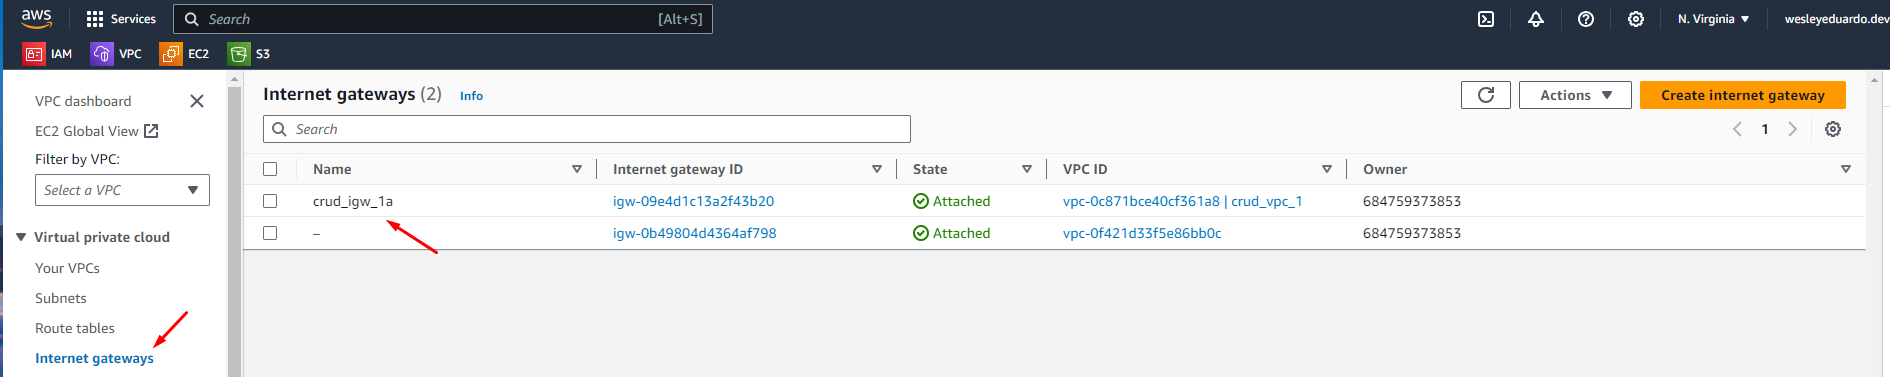 aws
Services
Search
[Alt+S]
N. Virginia
wesleyeduardo.dev
IAM
VPC
EC2
S3
VPC dashboard
EC2 Global View
Filter by VPC:
Select a VPC
Virtual private cloud
Your VPCs
Subnets
Route tables
Internet gateways
Internet gateways (2)
Info
Actions
Create internet gateway
Search
1
Name
Internet gateway ID
State
VPC ID
Owner
crud_igw_1a
igw-09e4d1c13a2f43b20
Attached
vpc-0c871bce40cf361a8 | crud_vpc_1
684759373853
–
igw-0b49804d4364af798
Attached
vpc-0f421d33f5e86bb0c
684759373853